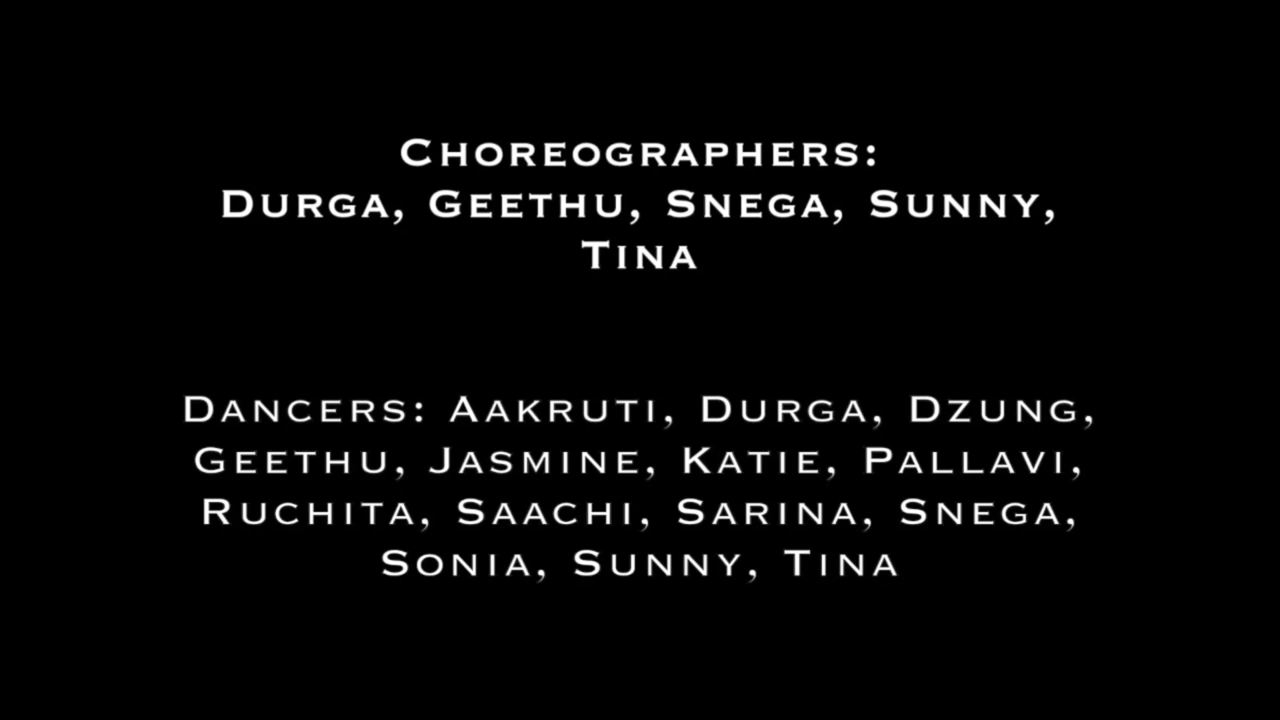 Choreographers:
Durga, Geethu, Snega, Sunny,
Tina
Dancers: Aakruti, Durga, Dzung,
Geethu, Jasmine, Katie, Pallavi,
Ruchita, Saachi, Sarina, Snega,
Sonia, Sunny, Tina